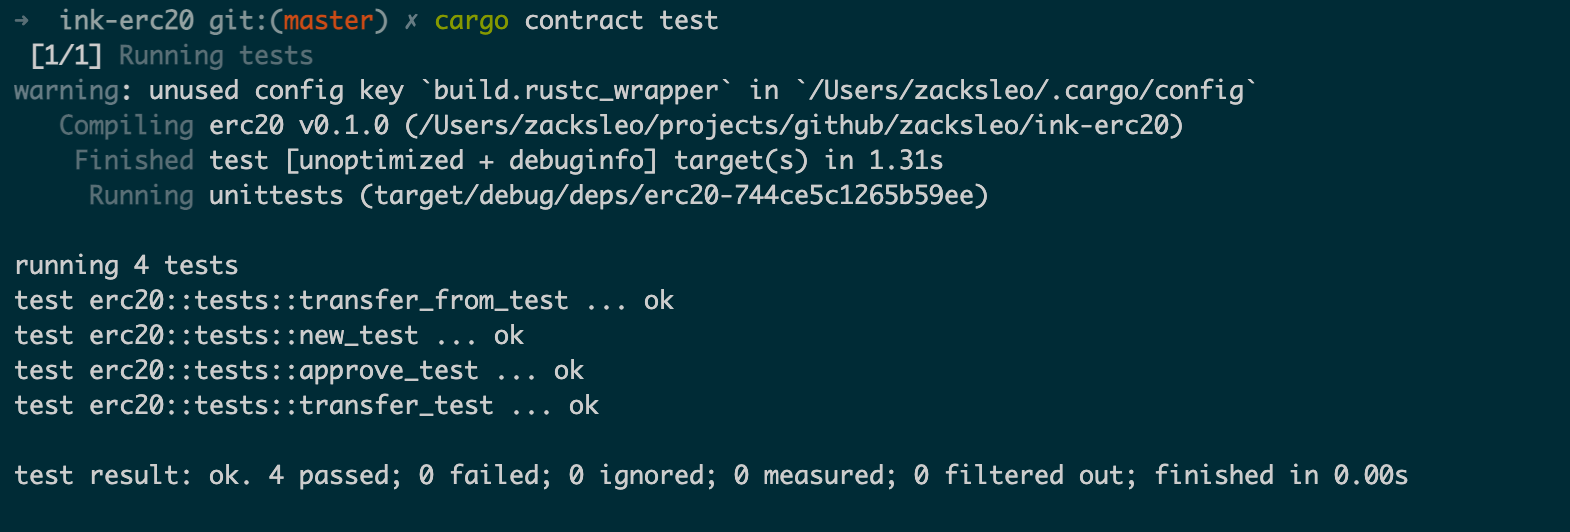 →  ink-erc20 git:(master) ✗ cargo contract test
 [1/1] Running tests
warning: unused config key `build.rustc_wrapper` in `/Users/zacksleo/.cargo/config`
   Compiling erc20 v0.1.0 (/Users/zacksleo/projects/github/zacksleo/ink-erc20)
    Finished test [unoptimized + debuginfo] target(s) in 1.31s
     Running unittests (target/debug/deps/erc20-744ce5c1265b59ee)
running 4 tests
test erc20::tests::transfer_from_test ... ok
test erc20::tests::new_test ... ok
test erc20::tests::approve_test ... ok
test erc20::tests::transfer_test ... ok
test result: ok. 4 passed; 0 failed; 0 ignored; 0 measured; 0 filtered out; finished in 0.00s